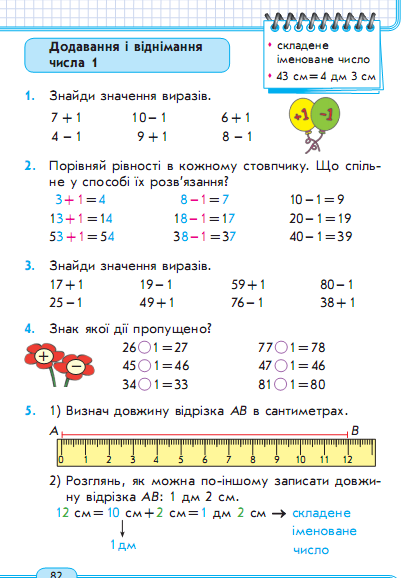 Додавання і віднімання
числа 1
• складене
іменоване число
• 43 см = 4 дм 3 см
1. Знайди значення виразів.
7 + 1 10 – 1 6 + 1
4 – 1 9 + 1 8 – 1
+1 –1
2. Порівняй рівності в кожному стовпчику. Що спіль-
не у способі їх розв'язання?
3 + 1 = 4 8 – 1 = 7 10 – 1 = 9
13 + 1 = 14 18 – 1 = 17 20 – 1 = 19
53 + 1 = 54 38 – 1 = 37 40 – 1 = 39
3. Знайди значення виразів.
17 + 1 19 – 1 59 + 1 80 – 1
25 – 1 49 + 1 76 – 1 38 + 1
4. Знак якої дії пропущено?
+ –
26 ○ 1 = 27 77 ○ 1 = 78
45 ○ 1 = 46 47 ○ 1 = 46
34 ○ 1 = 33 81 ○ 1 = 80
5. 1) Визнач довжину відрізка AB в сантиметрах.
A B
0 1 2 3 4 5 6 7 8 9 10 11 12
2) Розглянь, як можна по-іншому записати довжи-
ну відрізка AB: 1 дм 2 см.
12 см = 10 см + 2 см = 1 дм 2 см → складене
іменоване
1 дм число
82